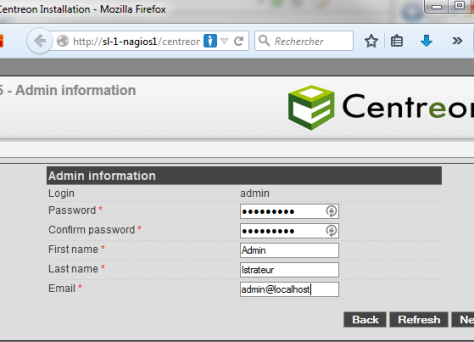 Centreon Installation - Mozilla Firefox
http://sl-1-nagios1/centreor
Rechercher
5 - Admin information
Centreon
Admin information
Login admin
Password * •••••••••
Confirm password * •••••••••
First name * Admin
Last name * Istrateur
Email * admin@localhost
Back Refresh Ne